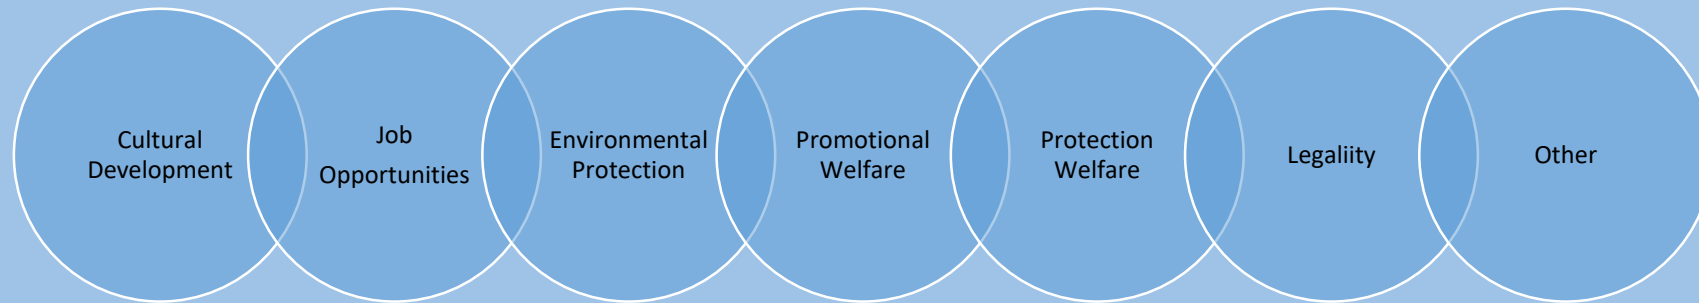 Cultural
Development
Job
Opportunities
Environmental
Protection
Promotional
Welfare
Protection
Welfare
Legaliity
Other